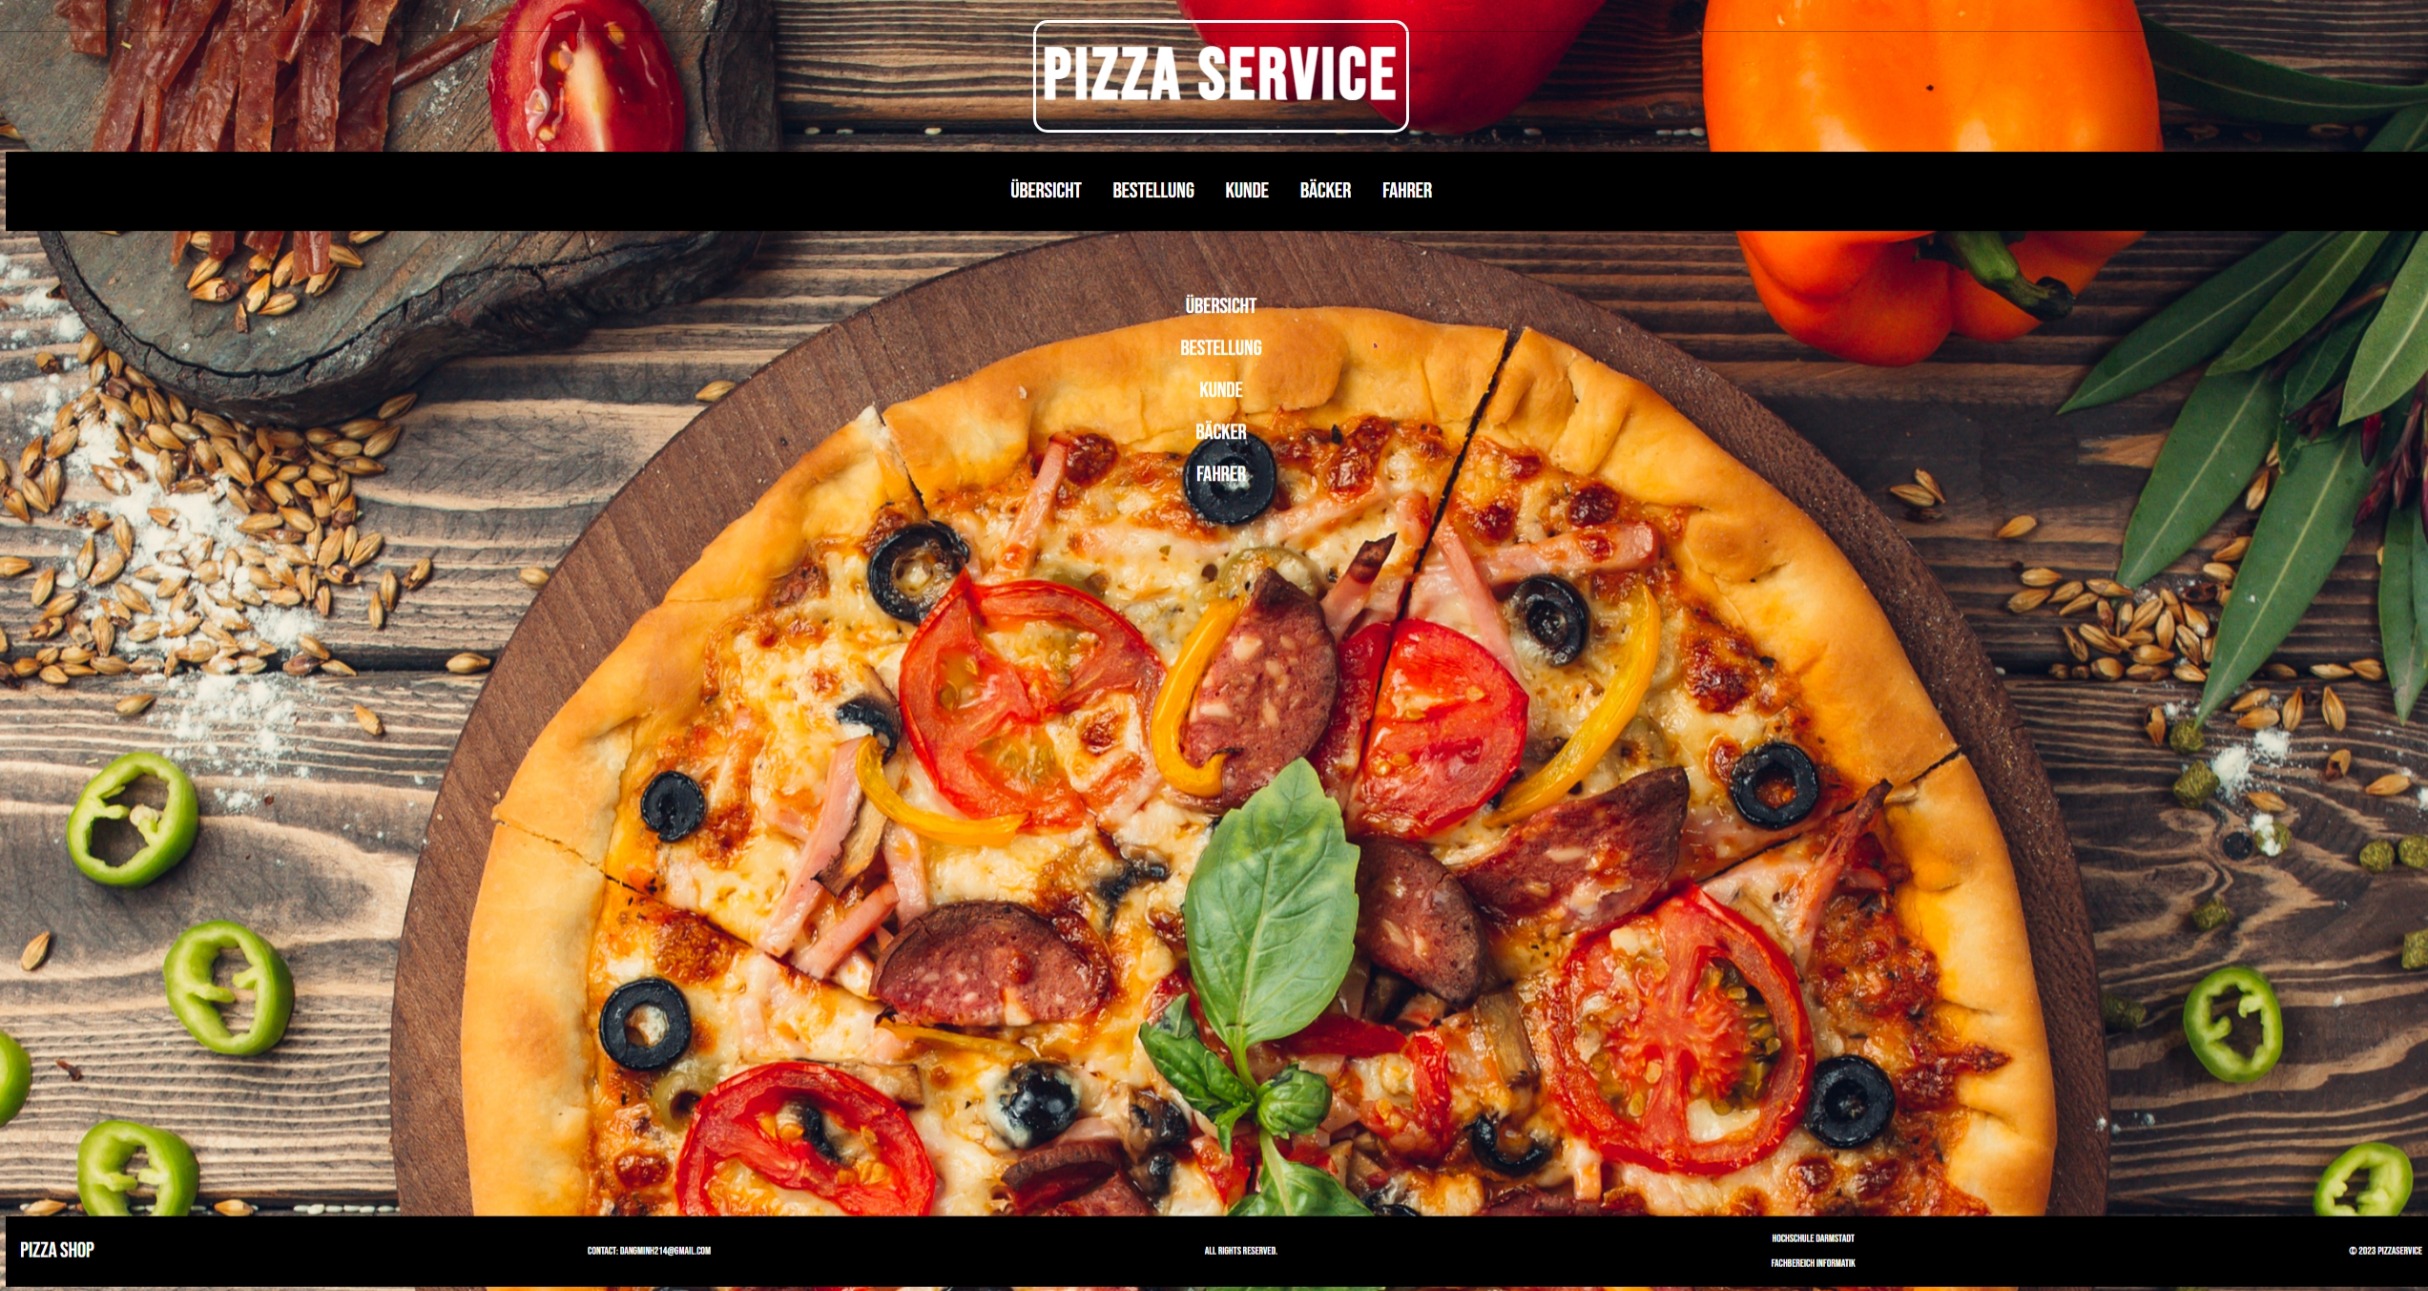 PIZZA SERVICE
ÜBERSICHT BESTELLUNG KUNDE BÄCKER FAHRER
ÜBERSICHT
BESTELLUNG
KUNDE
BÄCKER
FAHRER
PIZZA SHOP
CONTACT: DANGMINH214@GMAIL.COM
ALL RIGHTS RESERVED.
HOCHSCHULE DARMSTADT
FACHBEREICH INFORMATIK
© 2023 PIZZASERVICE